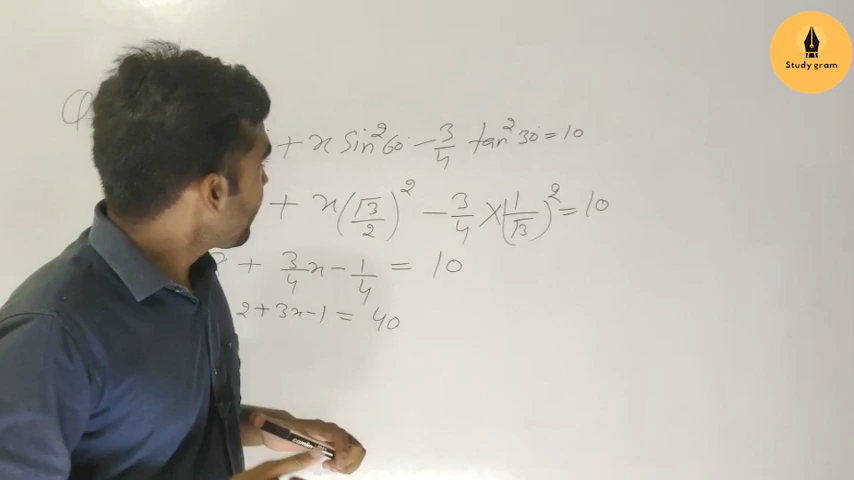 Study gram
Q
+ x sin²60° - 3/4 tan²30° = 10
+ x(√3/2)² - 3/4 × (1/√3)² = 10
+ 3/4 x - 1/4 = 10
2 + 3x - 1 = 40